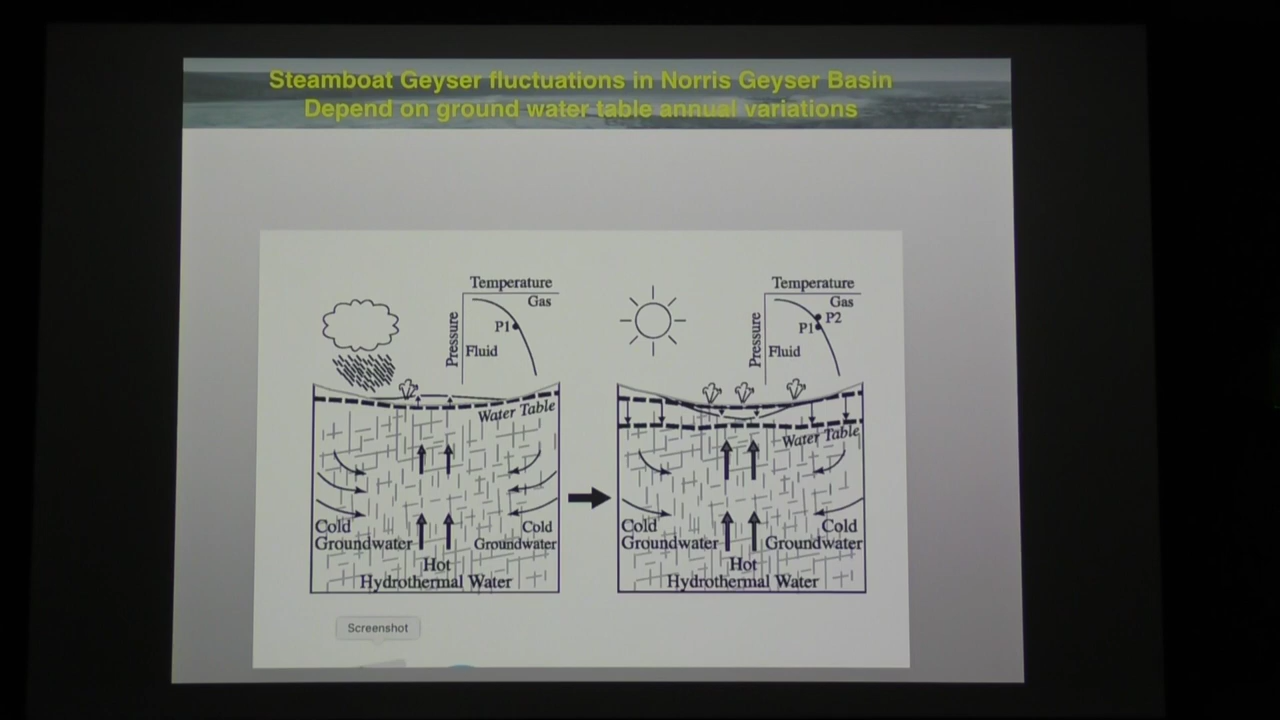 Steamboat Geyser fluctuations in Norris Geyser Basin
Depend on ground water table annual variations
Temperature
Gas
P1
Pressure
Fluid
Water Table
Cold
Groundwater
Cold
Groundwater
Hot
Hydrothermal Water
Temperature
Gas
P2
P1
Pressure
Fluid
Water Table
Cold
Groundwater
Cold
Groundwater
Hot
Hydrothermal Water
Screenshot